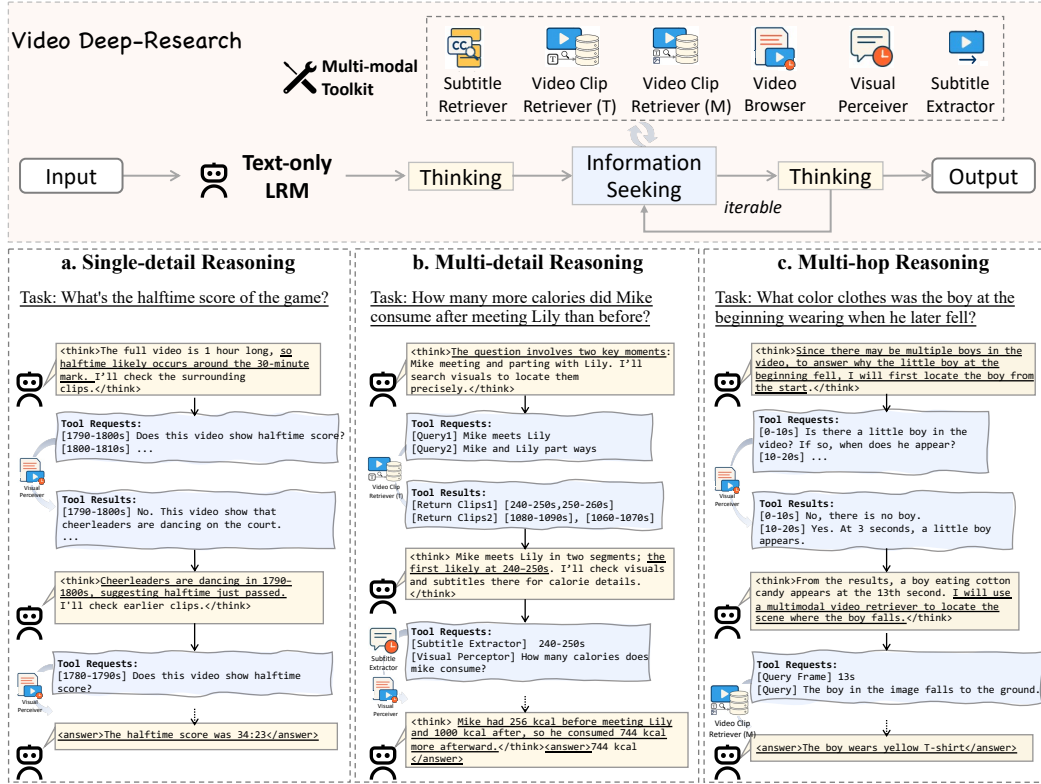 Video Deep-Research
Multi-modal
Toolkit
CC
Subtitle
Retriever
T
Video Clip
Retriever (T)
M
Video Clip
Retriever (M)
Video
Browser
Visual
Perceiver
Subtitle
Extractor
Input
Text-only
LRM
Thinking
Information
Seeking
Thinking
Output
iterable
a. Single-detail Reasoning
Task: What's the halftime score of the game?
<think>The full video is 1 hour long, so
halftime likely occurs around the 30-minute
mark. I'll check the surrounding
clips.</think>
Tool Requests:
[1790-1800s] Does this video show halftime score?
[1800-1810s] ...
Visual
Perceiver
Tool Results:
[1790-1800s] No. This video show that
cheerleaders are dancing on the court.
...
<think>Cheerleaders are dancing in 1790-
1800s, suggesting halftime just passed.
I'll check earlier clips.</think>
Tool Requests:
[1780-1790s] Does this video show halftime
score?
Visual
Perceiver
<answer>The halftime score was 34:23</answer>
b. Multi-detail Reasoning
Task: How many more calories did Mike
consume after meeting Lily than before?
<think>The question involves two key moments:
Mike meeting and parting with Lily. I'll
search visuals to locate them
precisely.</think>
Tool Requests:
[Query1] Mike meets Lily
[Query2] Mike and Lily part ways
Video Clip
Retriever (T)
Tool Results:
[Return Clips1] [240-250s,250-260s]
[Return Clips2] [1080-1090s], [1060-1070s]
<think> Mike meets Lily in two segments; the
first likely at 240-250s. I'll check visuals
and subtitles there for calorie details.
</think>
Tool Requests:
[Subtitle Extractor]  240-250s
[Visual Perceptor] How many calories does
mike consume?
Subtitle
Extractor
Visual
Perceiver
<think> Mike had 256 kcal before meeting Lily
and 1000 kcal after, so he consumed 744 kcal
more afterward.</think><answer>744 kcal
</answer>
c. Multi-hop Reasoning
Task: What color clothes was the boy at the
beginning wearing when he later fell?
<think>Since there may be multiple boys in the
video, to answer why the little boy at the
beginning fell, I will first locate the boy from
the start.</think>
Tool Requests:
[0-10s] Is there a little boy in the
video? If so, when does he appear?
[10-20s] ...
Visual
Perceiver
Tool Results:
[0-10s] No, there is no boy.
[10-20s] Yes. At 3 seconds, a little boy
appears.
<think>From the results, a boy eating cotton
candy appears at the 13th second. I will use
a multimodal video retriever to locate the
scene where the boy falls.</think>
Tool Requests:
[Query Frame] 13s
[Query] The boy in the image falls to the ground.
Video Clip
Retriever (M)
<answer>The boy wears yellow T-shirt</answer>